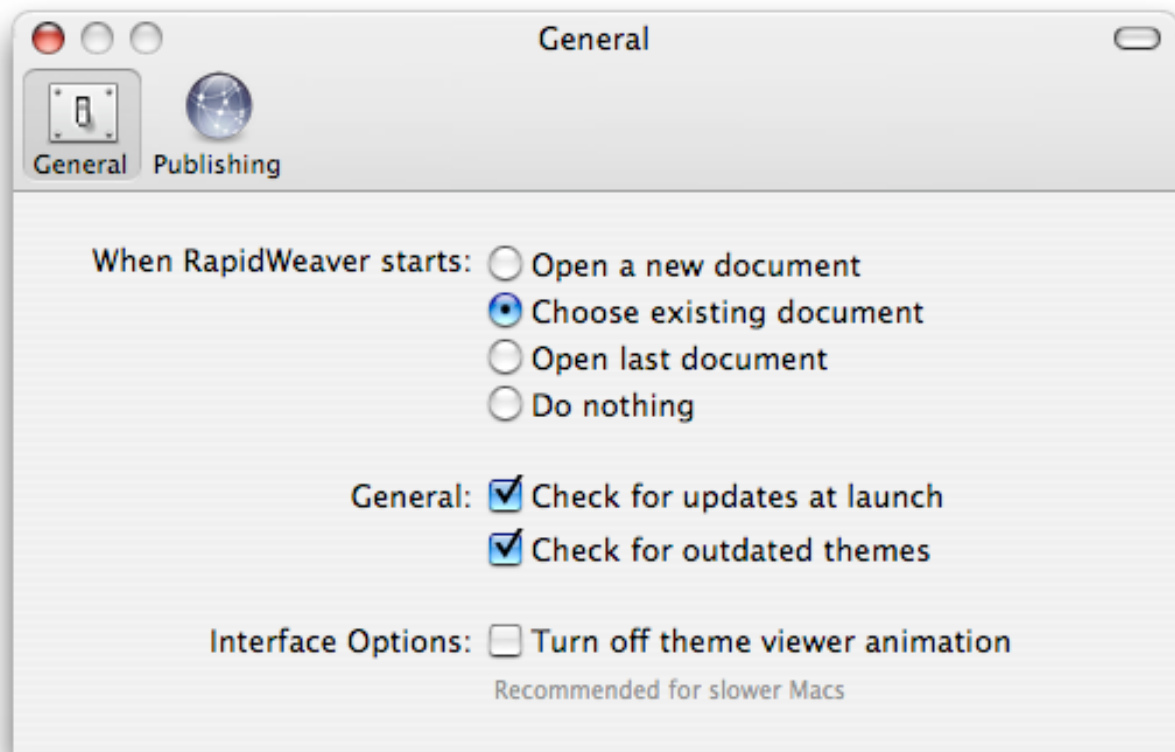 General
General Publishing
When RapidWeaver starts: Open a new document
Choose existing document
Open last document
Do nothing
General: Check for updates at launch
Check for outdated themes
Interface Options: Turn off theme viewer animation
Recommended for slower Macs